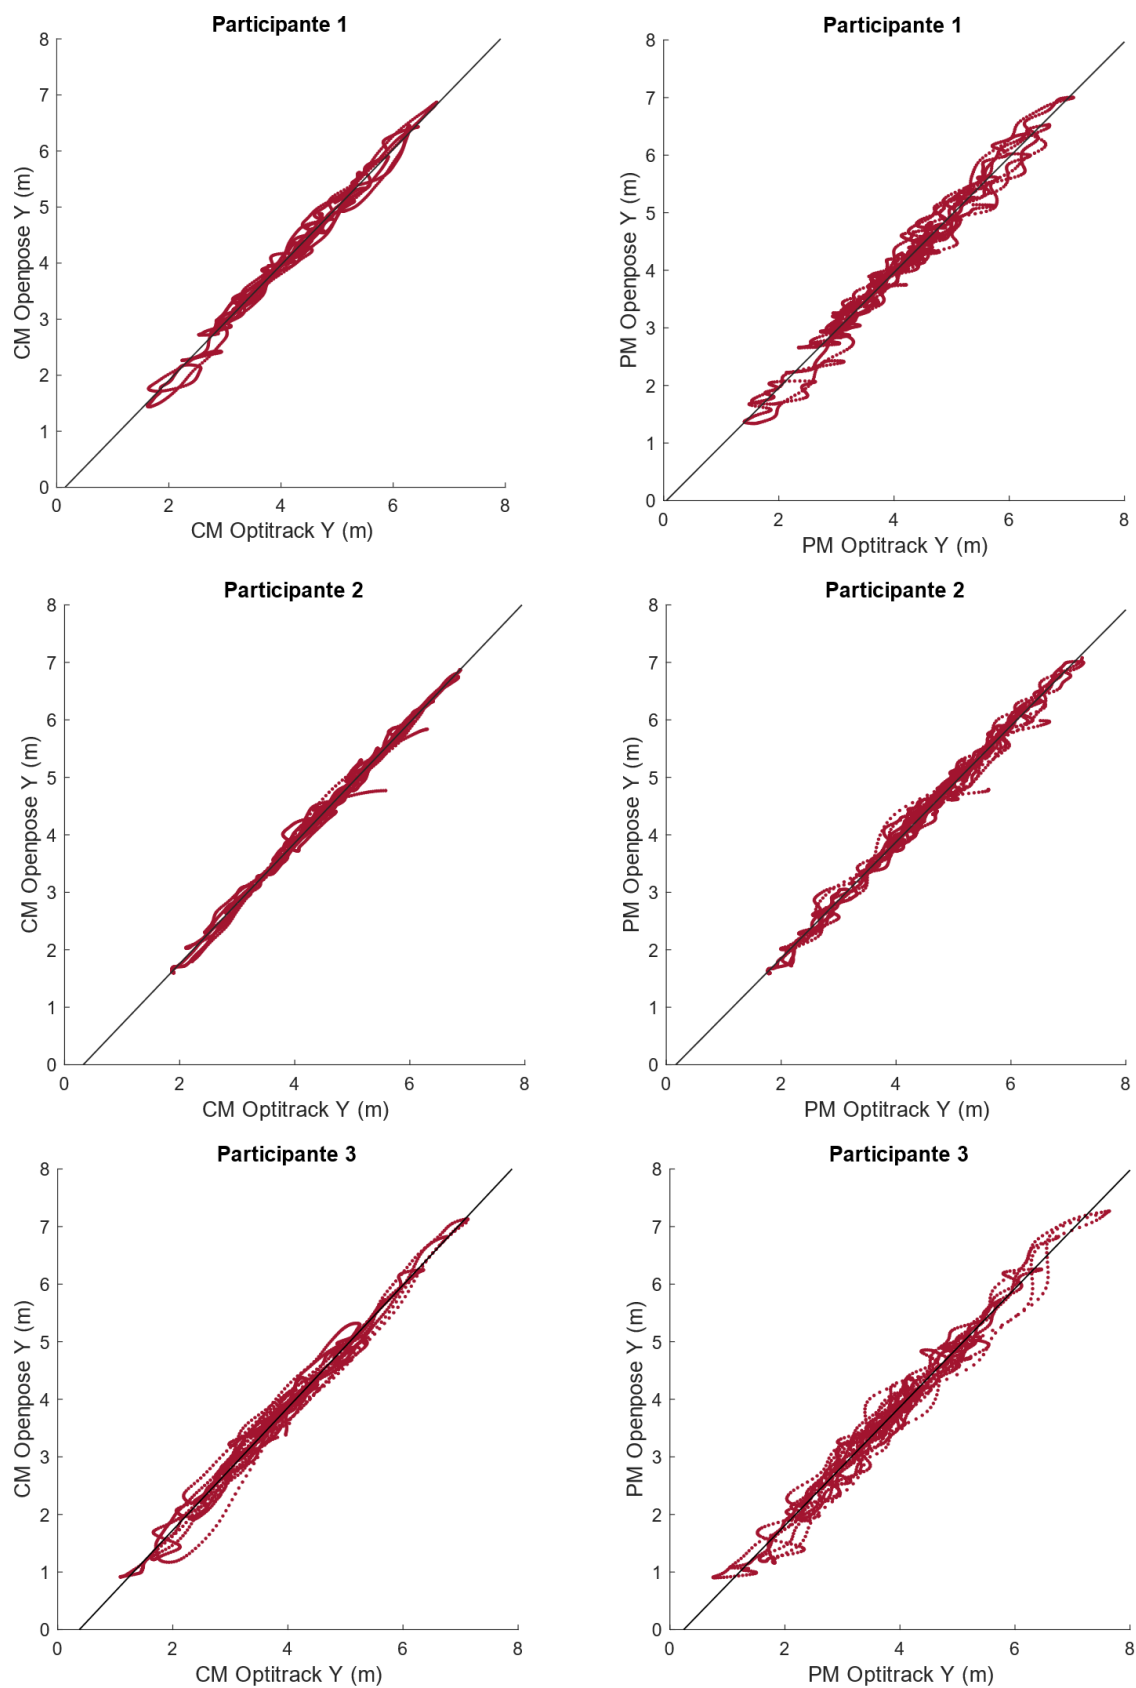 Participante 1
8
7
6
5
4
3
2
1
0
CM Openpose Y (m)
0 2 4 6 8
CM Optitrack Y (m)
Participante 1
8
7
6
5
4
3
2
1
0
PM Openpose Y (m)
0 2 4 6 8
PM Optitrack Y (m)
Participante 2
8
7
6
5
4
3
2
1
0
CM Openpose Y (m)
0 2 4 6 8
CM Optitrack Y (m)
Participante 2
8
7
6
5
4
3
2
1
0
PM Openpose Y (m)
0 2 4 6 8
PM Optitrack Y (m)
Participante 3
8
7
6
5
4
3
2
1
0
CM Openpose Y (m)
0 2 4 6 8
CM Optitrack Y (m)
Participante 3
8
7
6
5
4
3
2
1
0
PM Openpose Y (m)
0 2 4 6 8
PM Optitrack Y (m)